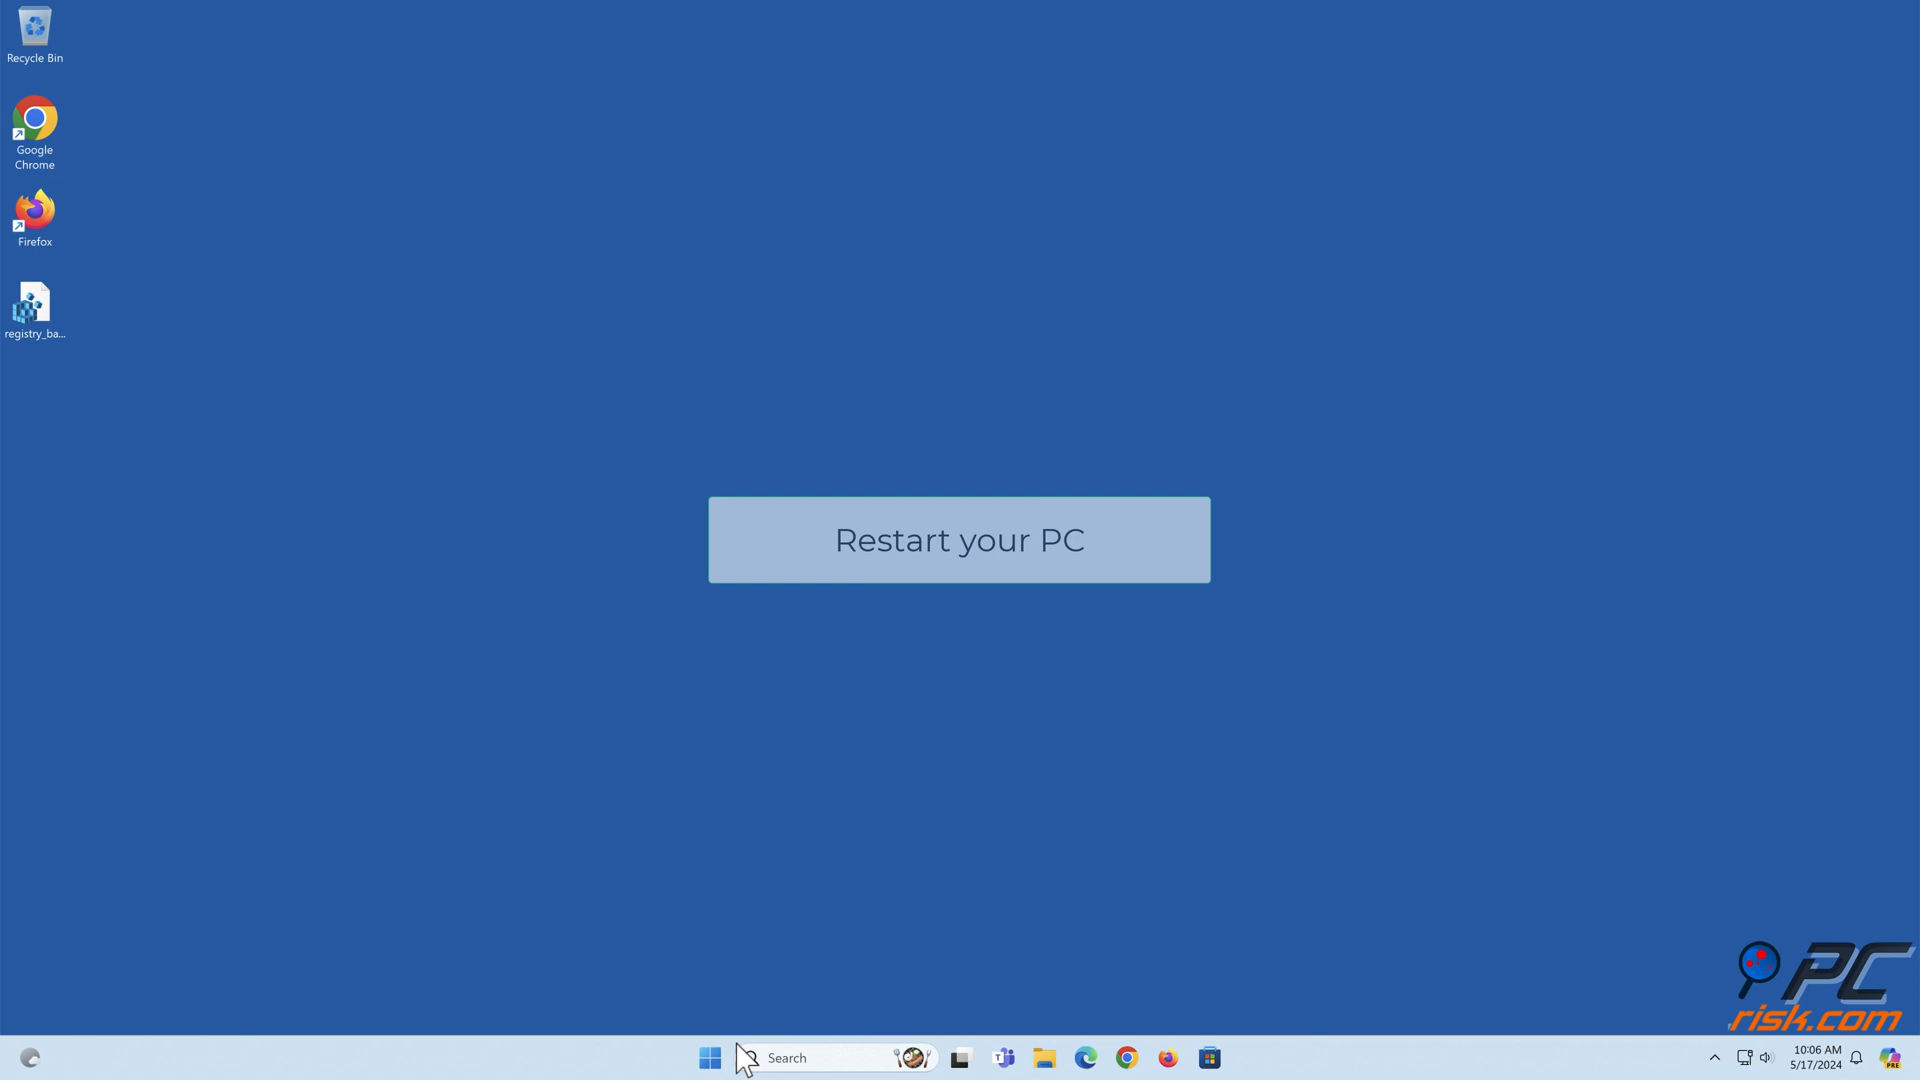 Recycle Bin
Google
Chrome
Firefox
registry_ba...
Restart your PC
PC
risk.com
Search
T
10:06 AM
5/17/2024
PRE